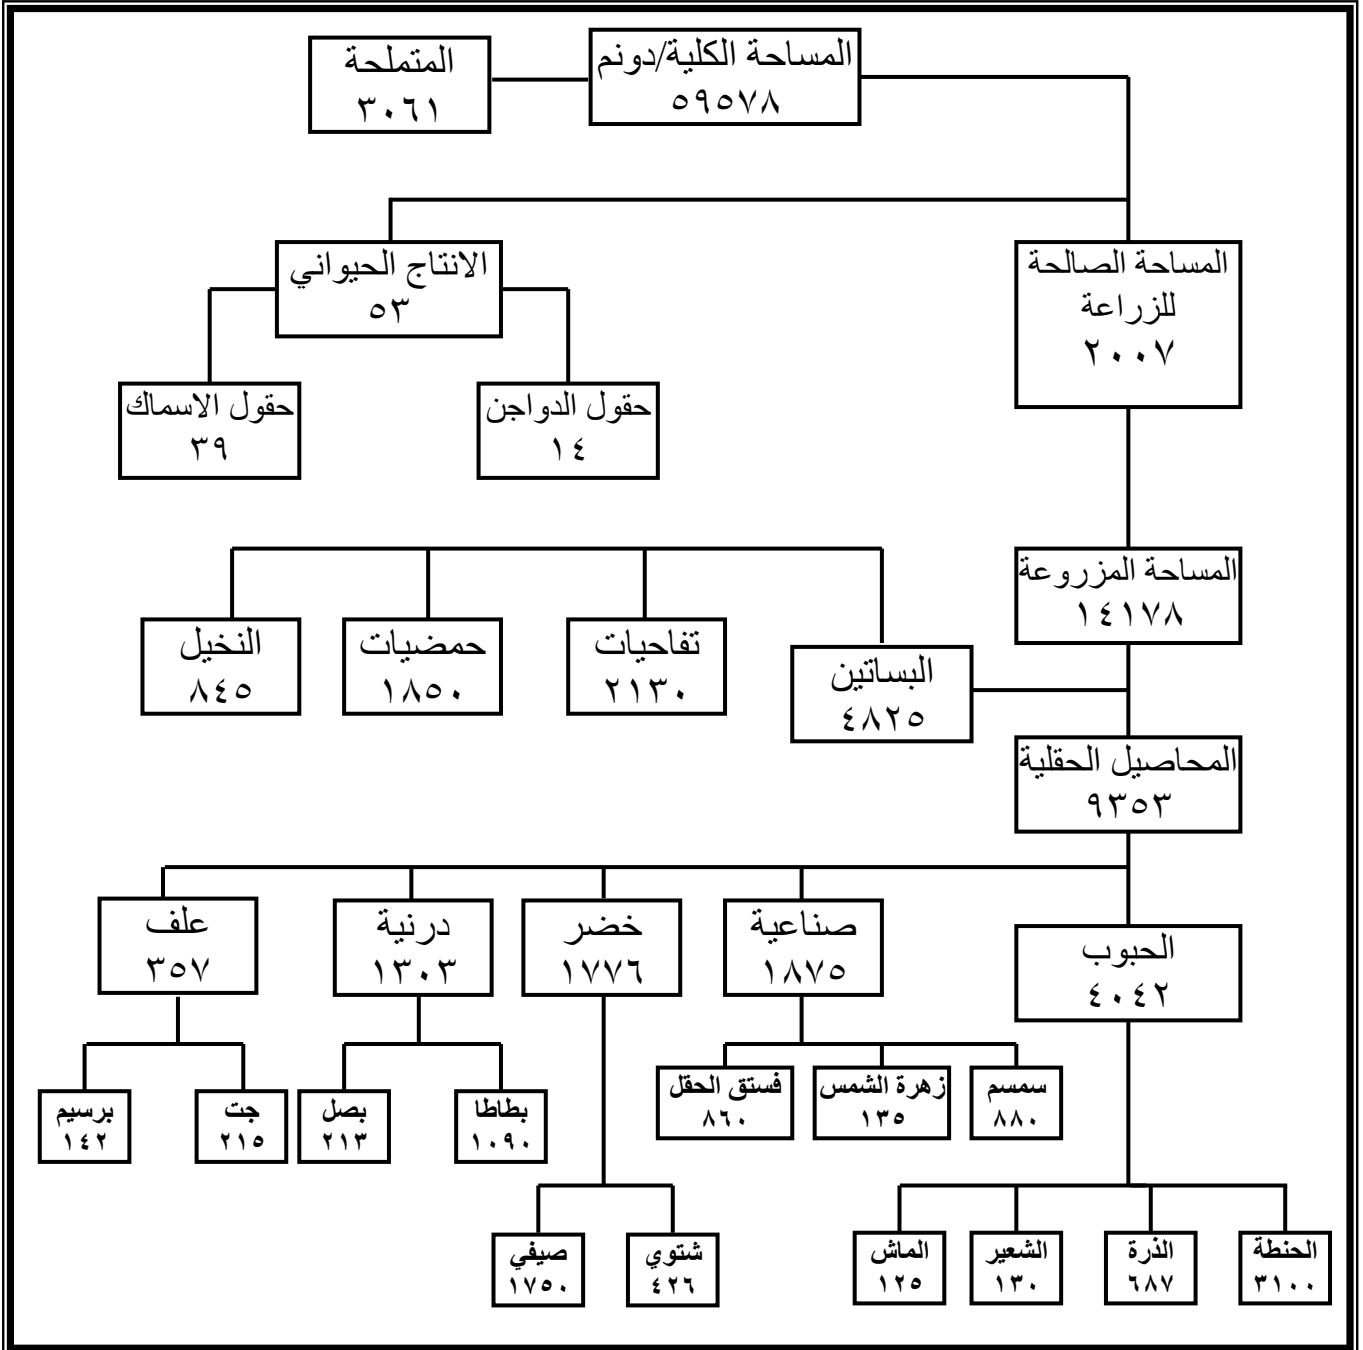 المساحة الكلية/دونم
٥٩٥٧٨
المتملحة
٣٠٦١
المساحة الصالحة
للزراعة
٢٠٠٧
الانتاج الحيواني
٥٣
حقول الدواجن
١٤
حقول الاسماك
٣٩
المساحة المزروعة
١٤١٧٨
البساتين
٤٨٢٥
تفاحيات
٢١٣٠
حمضيات
١٨٥٠
النخيل
٨٤٥
المحاصيل الحقلية
٩٣٥٣
الحبوب
٤٠٤٢
صناعية
١٨٧٥
خضر
١٧٧٦
درنية
١٣٠٣
علف
٣٥٧
سمسم
٨٨٠
زهرة الشمس
١٣٥
فستق الحقل
٨٦٠
بطاطا
١٠٩٠
بصل
٢١٣
جت
٢١٥
برسيم
١٤٢
الحنطة
٣١٠٠
الذرة
٦٨٧
الشعير
١٣٠
الماش
١٢٥
شتوي
٤٢٦
صيفي
١٧٥٠